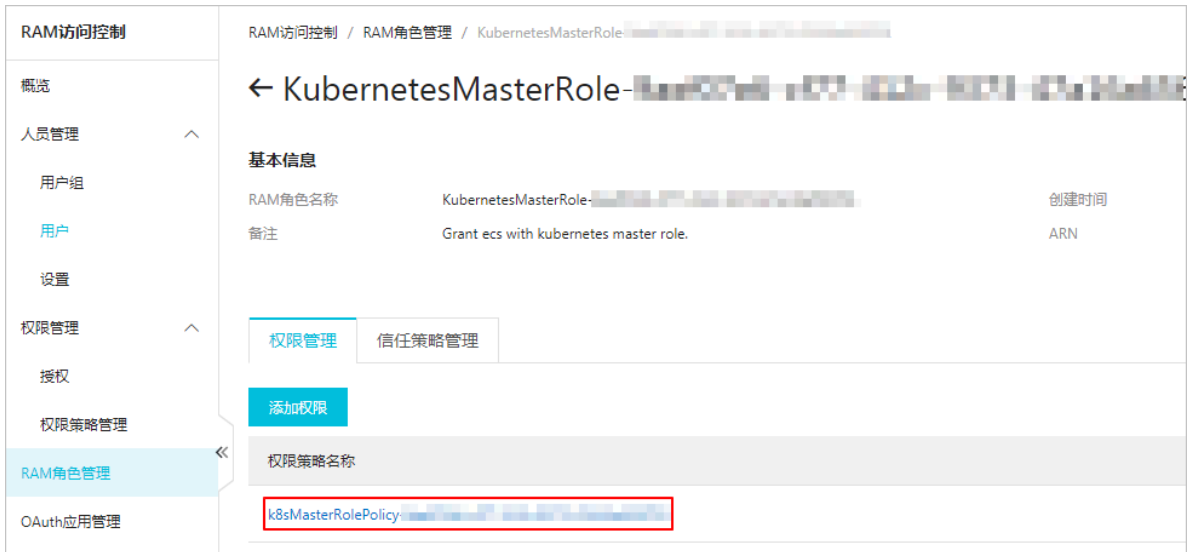 RAM访问控制
概览
人员管理
用户组
用户
设置
权限管理
授权
权限策略管理
RAM角色管理
OAuth应用管理
RAM访问控制 / RAM角色管理 / KubernetesMasterRole-
← KubernetesMasterRole-
基本信息
RAM角色名称 KubernetesMasterRole- 创建时间
备注 Grant ecs with kubernetes master role. ARN
权限管理 信任策略管理
添加权限
权限策略名称
k8sMasterRolePolicy-